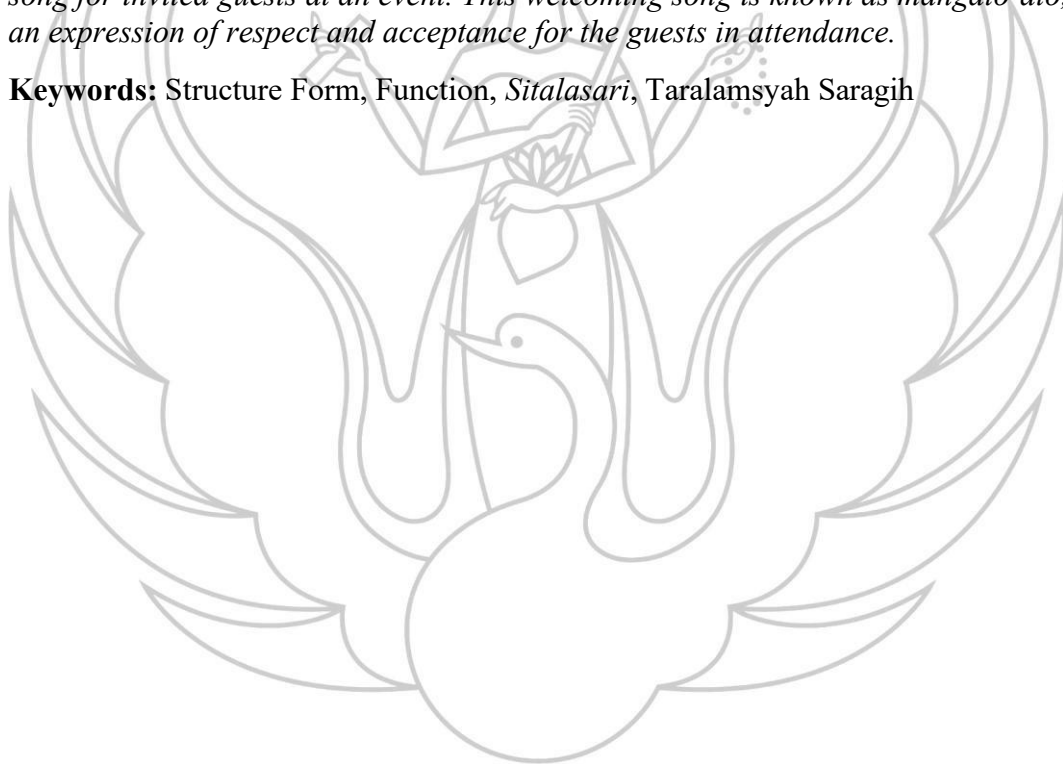 song for invited guests at an event. This welcoming song is known as mangalo-alo,
an expression of respect and acceptance for the guests in attendance.
Keywords: Structure Form, Function, Sitalasari, Taralamsyah Saragih